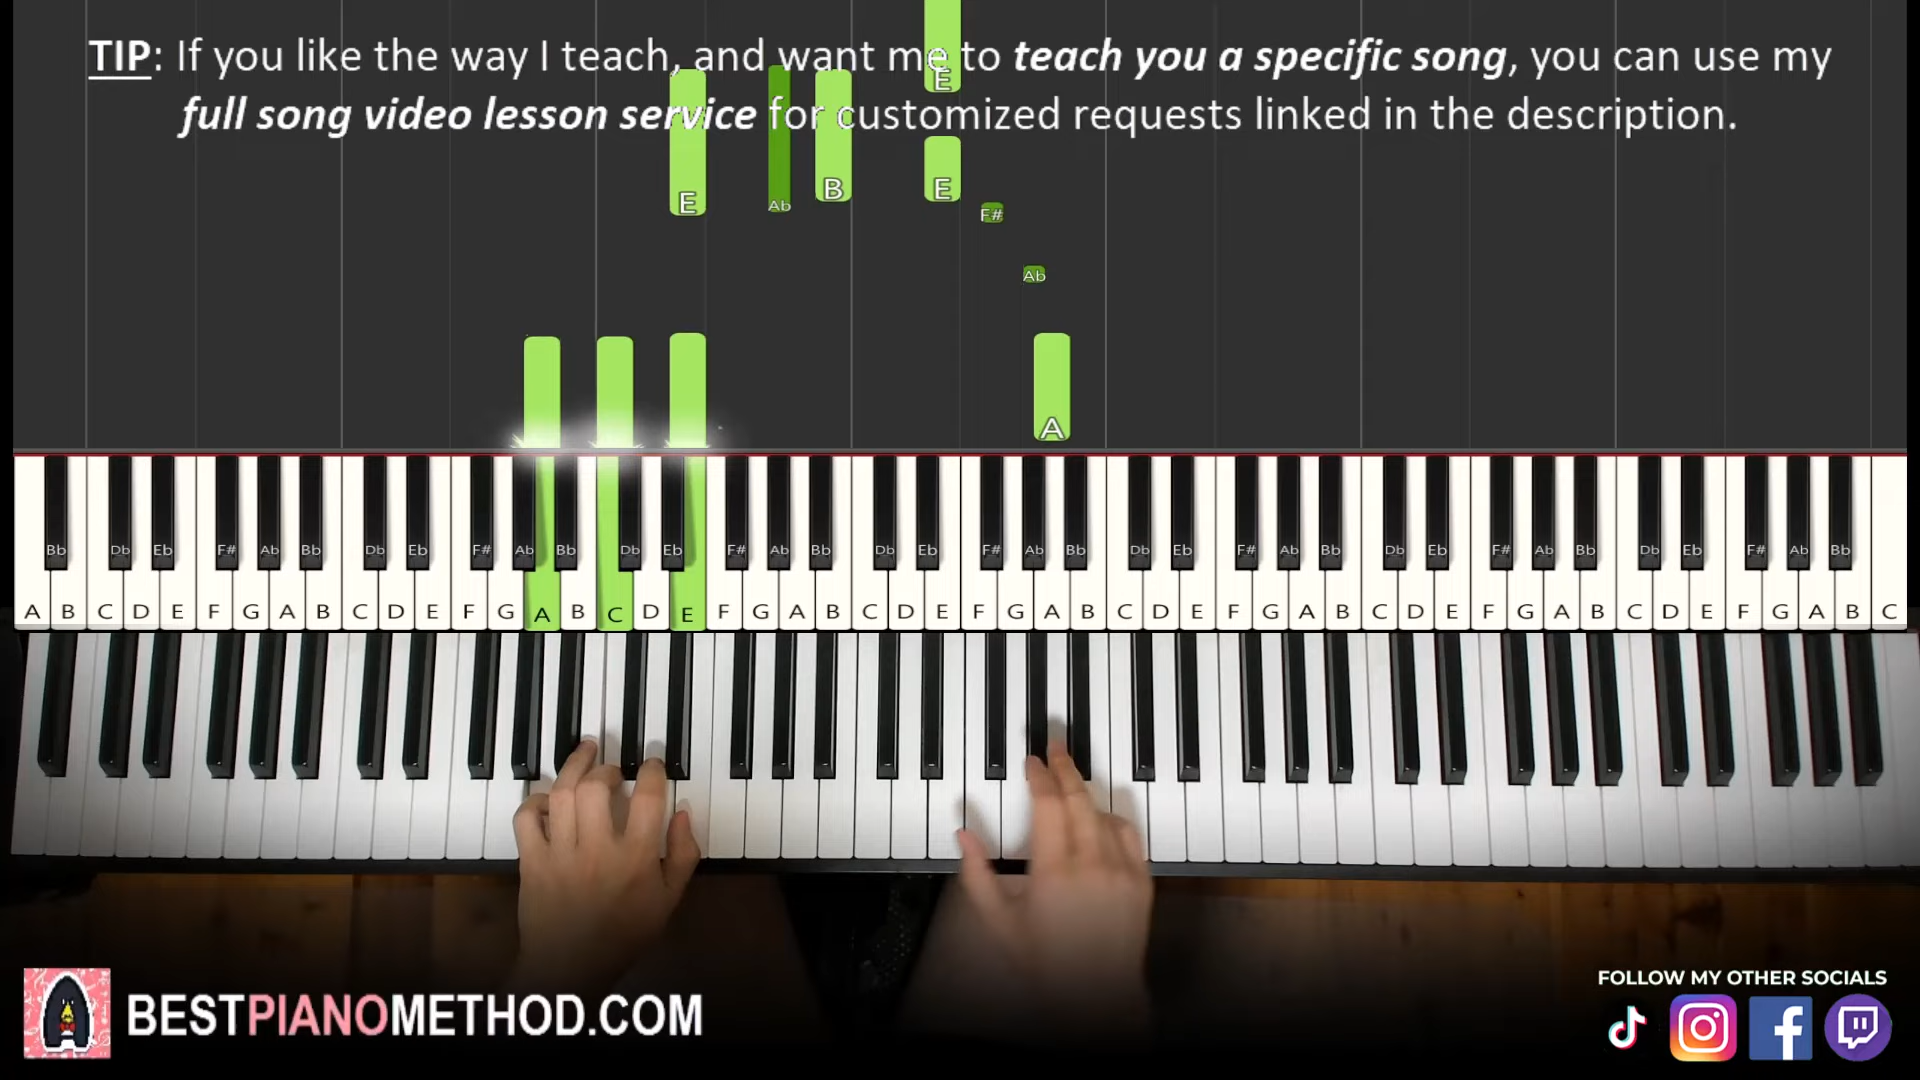 TIP: If you like the way I teach, and want me to teach you a specific song, you can use my
full song video lesson service for customized requests linked in the description.
E
E Ab B E
F#
Ab
A
Bb Db Eb F# Ab Bb Db Eb F# Ab Bb Db Eb F# Ab Bb Db Eb F# Ab Bb Db Eb F# Ab Bb Db Eb F# Ab Bb Db Eb F# Ab Bb
A B C D E F G A B C D E F G A B C D E F G A B C D E F G A B C D E F G A B C D E F G A B C D E F G A B C
FOLLOW MY OTHER SOCIALS
BESTPIANOMETHOD.COM